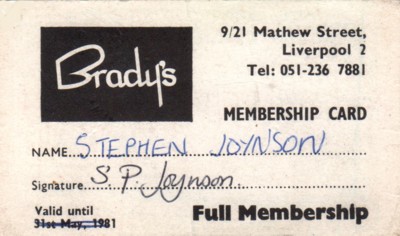 Brady's
9/21 Mathew Street,
Liverpool 2
Tel: 051-236 7881
MEMBERSHIP CARD
NAME STEPHEN JOYNSON
Signature S. P. Joynson
Valid until
31st May, 1981
Full Membership